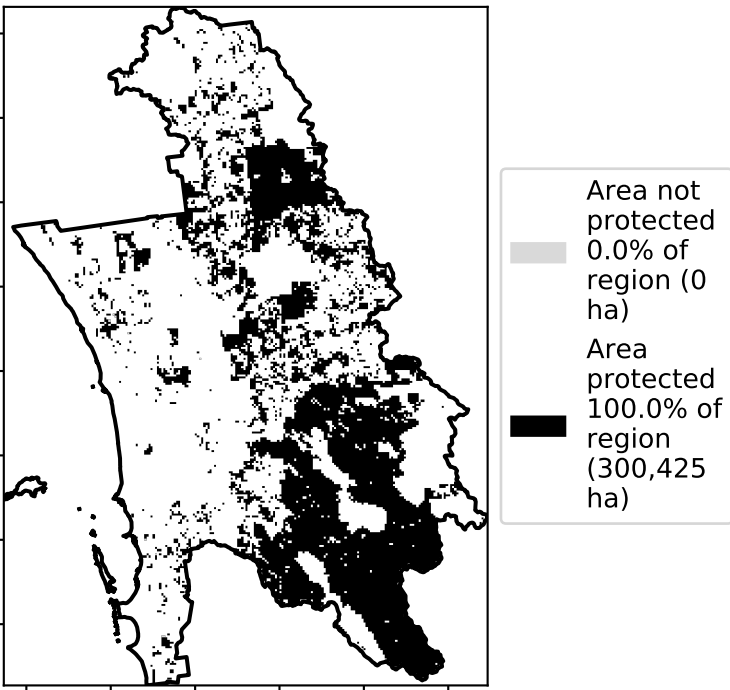 Area not
protected
0.0% of
region (0
ha)
Area
protected
100.0% of
region
(300,425
ha)